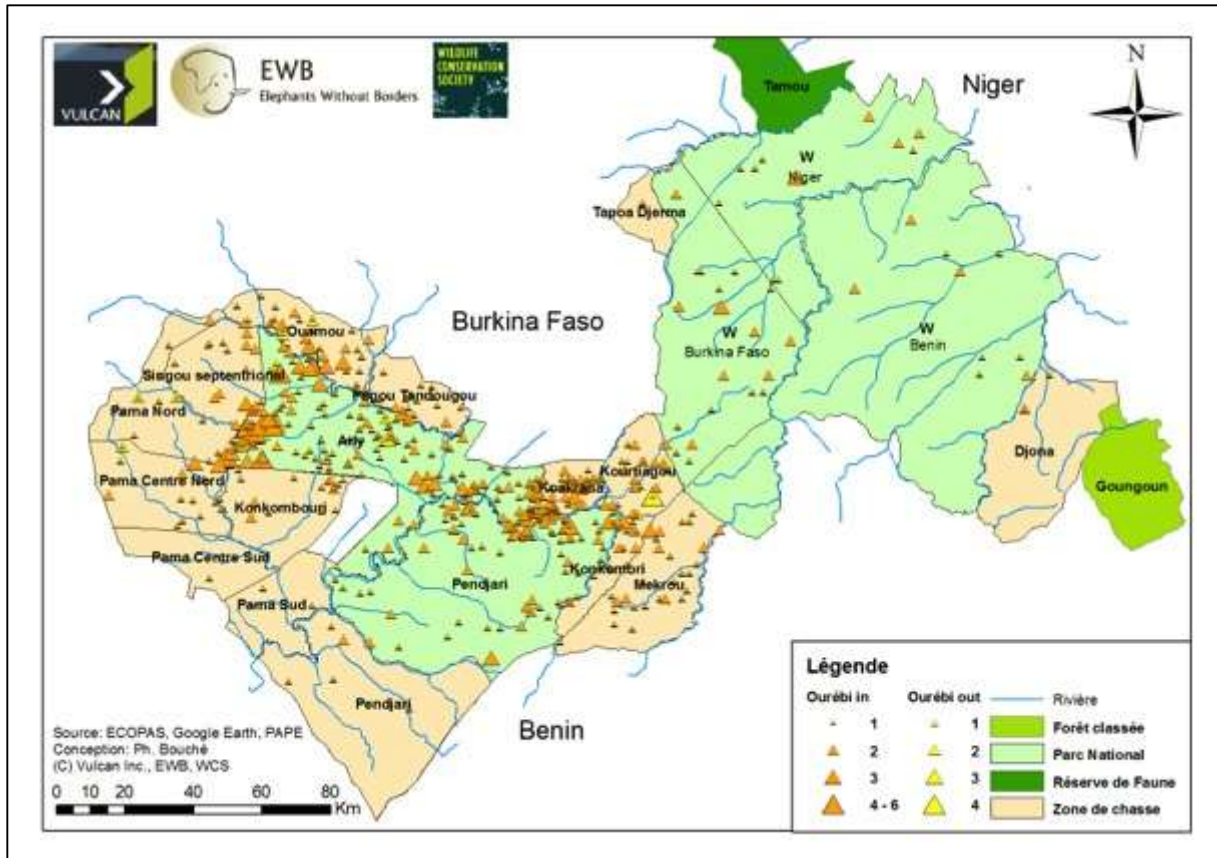 VULCAN
EWB
Elephants Without Borders
WILDLIFE
CONSERVATION
SOCIETY
N
Niger
Tamou
W
Niger
Tapoa Djerma
Burkina Faso
W
Burkina Faso
W
Benin
Ouamou
Singou septentrional
Pagou Tandougou
Pama Nord
Arly
Pama Centre Nord
Konkombouri
Kourtiagou
Koakrana
Djona
Goungoun
Pama Centre Sud
Pendjari
Konkombri
Mekrou
Pama Sud
Pendjari
Benin
Source: ECOPAS, Google Earth, PAPE
Conception: Ph. Bouché
(C) Vulcan Inc., EWB, WCS
0 10 20 40 60 80
Km
Légende
Ourébi in Ourébi out Rivière
1 1 Forêt classée
2 2 Parc National
3 3 Réserve de Faune
4 - 6 4 Zone de chasse